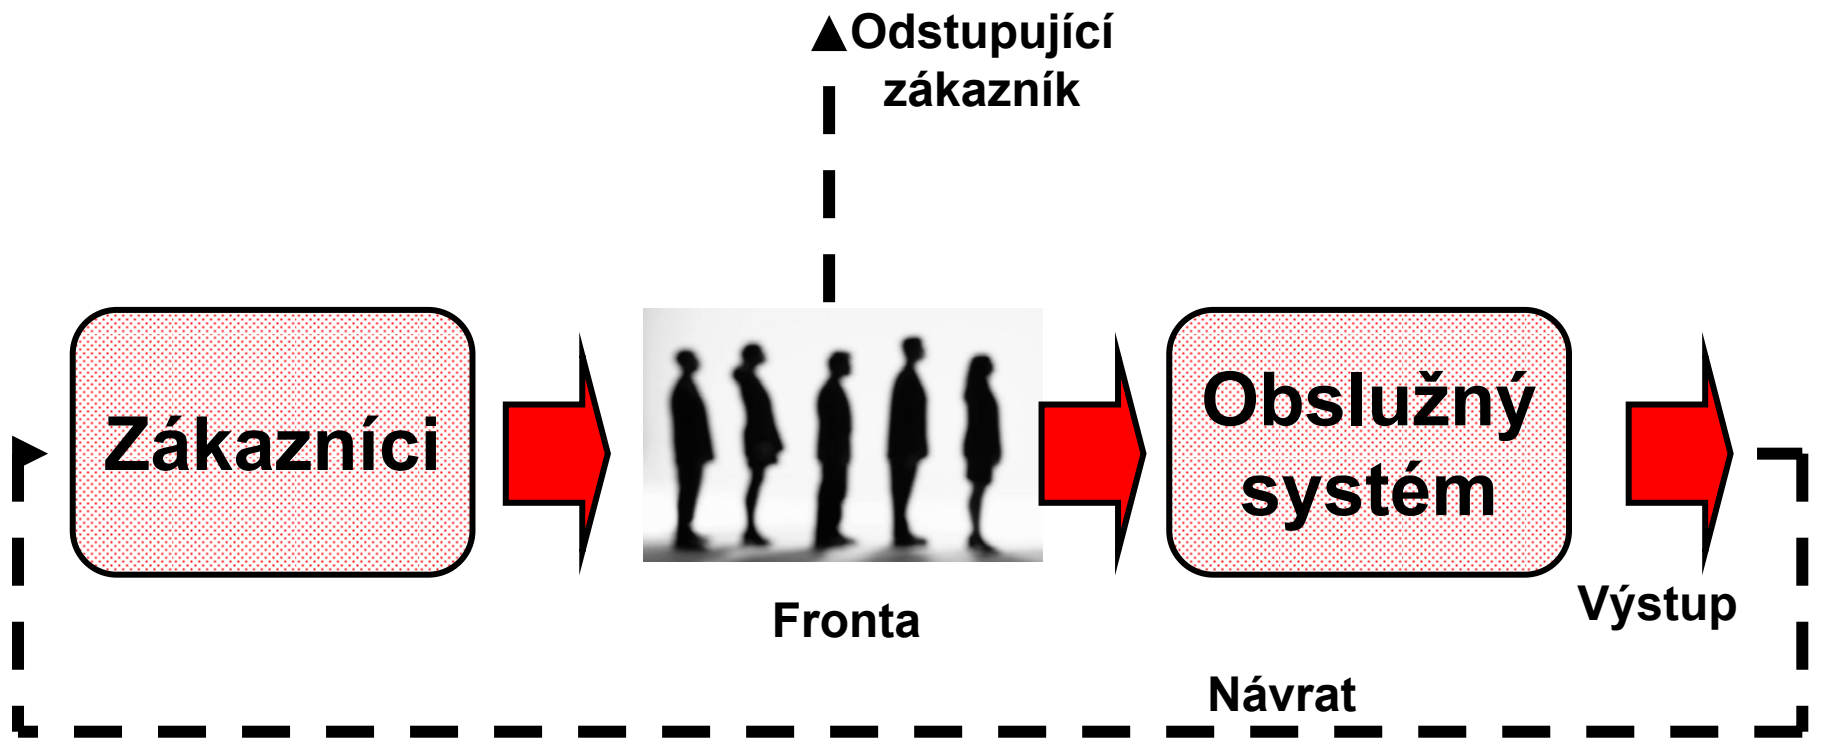 Odstupující
zákazník
Zákazníci
Obslužný
systém
Fronta
Výstup
Návrat